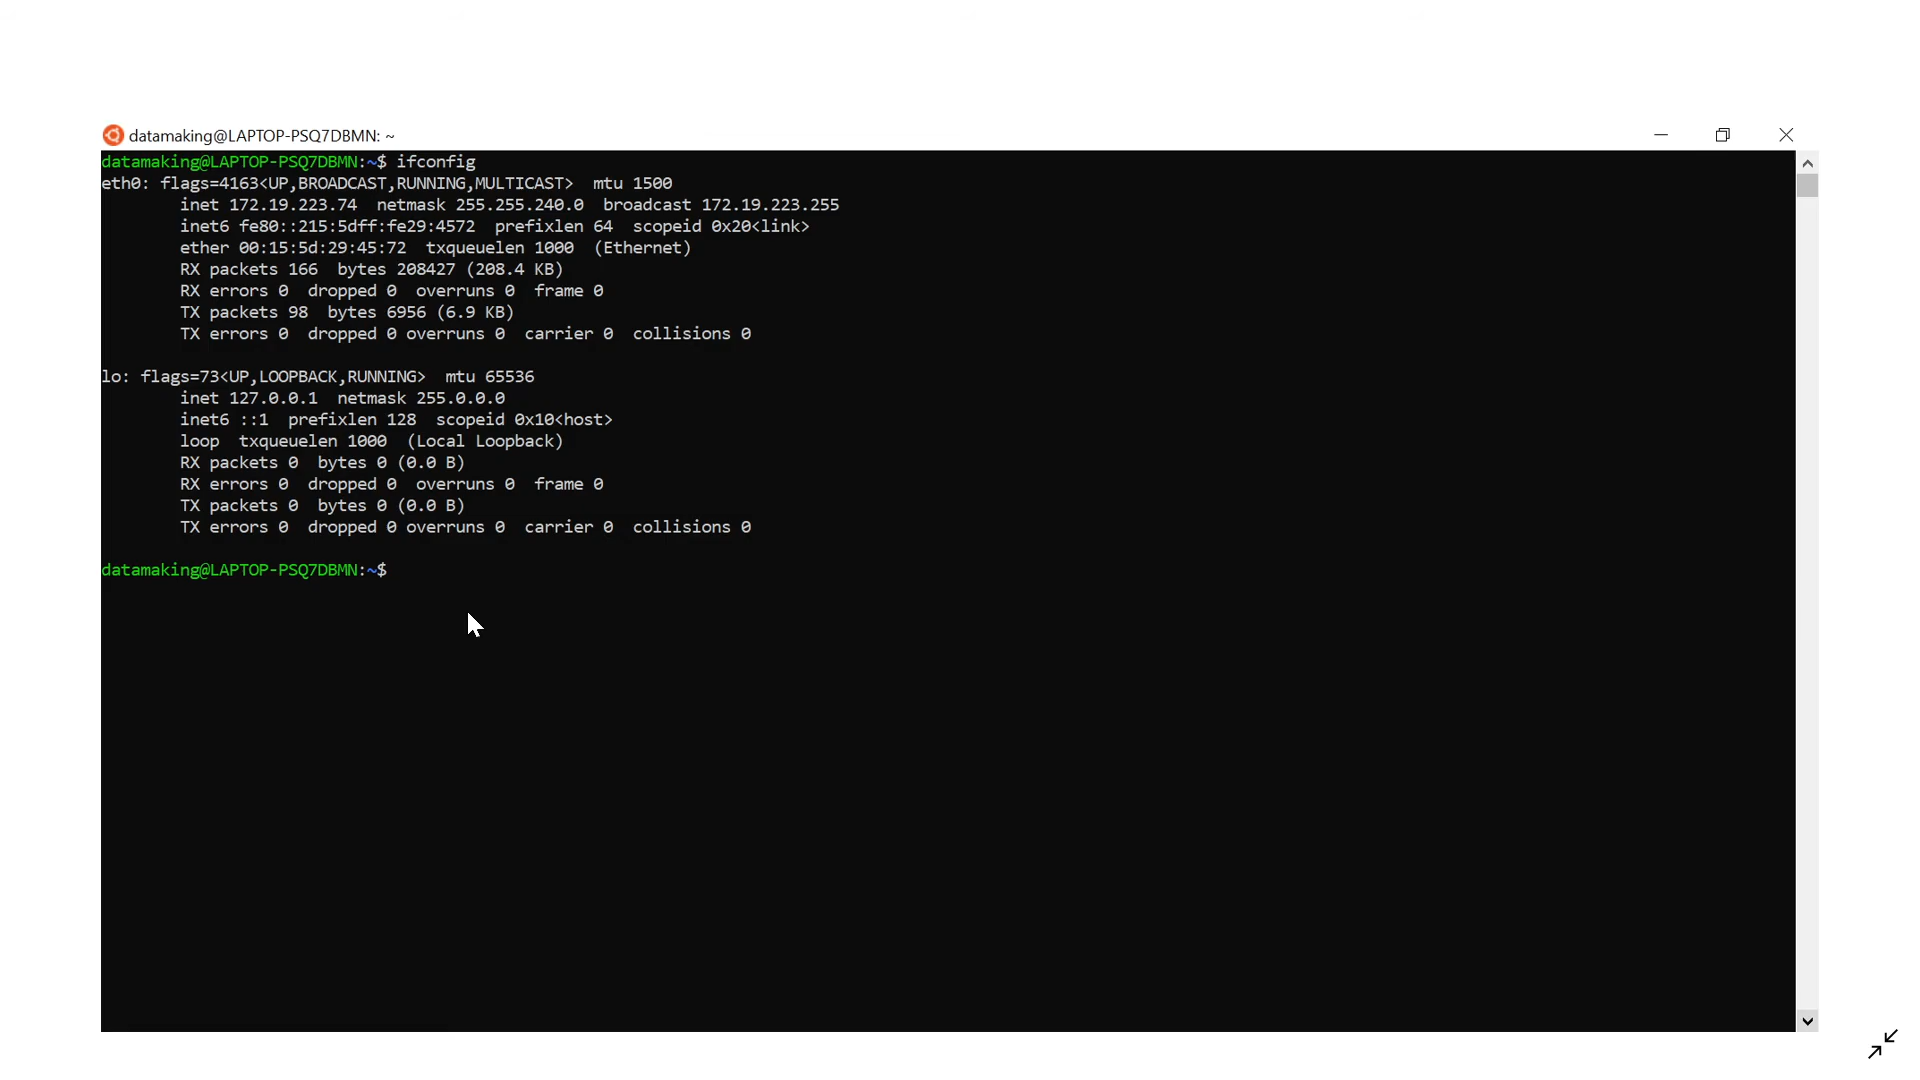 datamaking@LAPTOP-PSQ7DBMN: ~
datamaking@LAPTOP-PSQ7DBMN:~$ ifconfig
eth0: flags=4163<UP,BROADCAST,RUNNING,MULTICAST>  mtu 1500
        inet 172.19.223.74  netmask 255.255.240.0  broadcast 172.19.223.255
        inet6 fe80::215:5dff:fe29:4572  prefixlen 64  scopeid 0x20<link>
        ether 00:15:5d:29:45:72  txqueuelen 1000  (Ethernet)
        RX packets 166  bytes 208427 (208.4 KB)
        RX errors 0  dropped 0  overruns 0  frame 0
        TX packets 98  bytes 6956 (6.9 KB)
        TX errors 0  dropped 0 overruns 0  carrier 0  collisions 0
lo: flags=73<UP,LOOPBACK,RUNNING>  mtu 65536
        inet 127.0.0.1  netmask 255.0.0.0
        inet6 ::1  prefixlen 128  scopeid 0x10<host>
        loop  txqueuelen 1000  (Local Loopback)
        RX packets 0  bytes 0 (0.0 B)
        RX errors 0  dropped 0  overruns 0  frame 0
        TX packets 0  bytes 0 (0.0 B)
        TX errors 0  dropped 0 overruns 0  carrier 0  collisions 0
datamaking@LAPTOP-PSQ7DBMN:~$